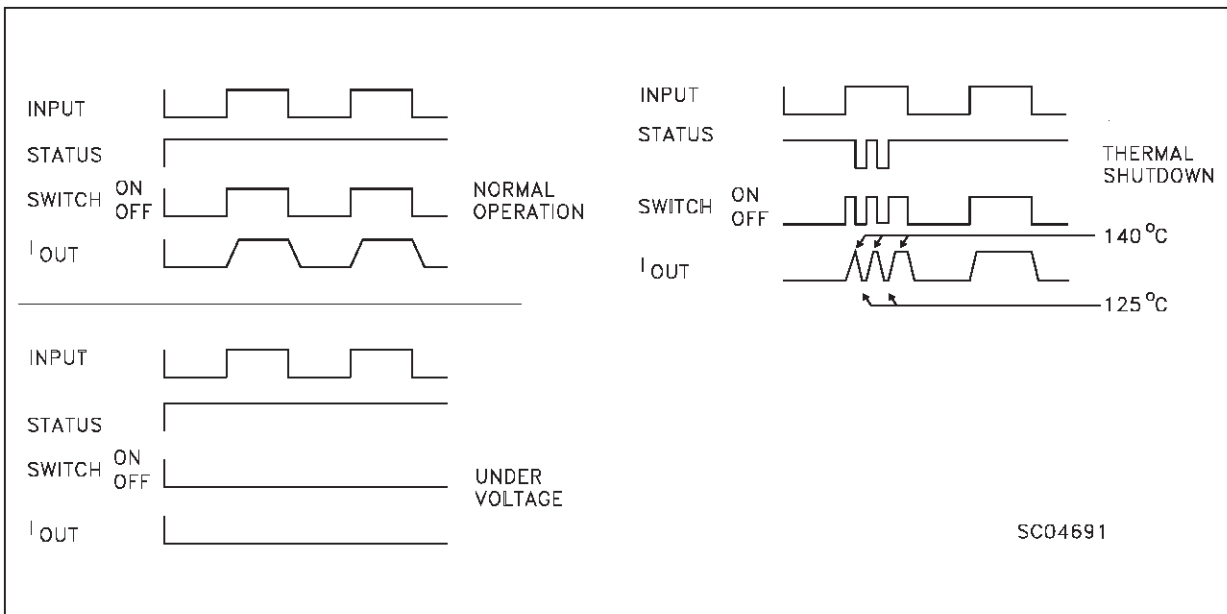 INPUT
STATUS
SWITCH ON
OFF
I OUT
NORMAL
OPERATION
INPUT
STATUS
SWITCH ON
OFF
I OUT
UNDER
VOLTAGE
INPUT
STATUS
SWITCH ON
OFF
I OUT
THERMAL
SHUTDOWN
140 °C
125 °C
SC04691